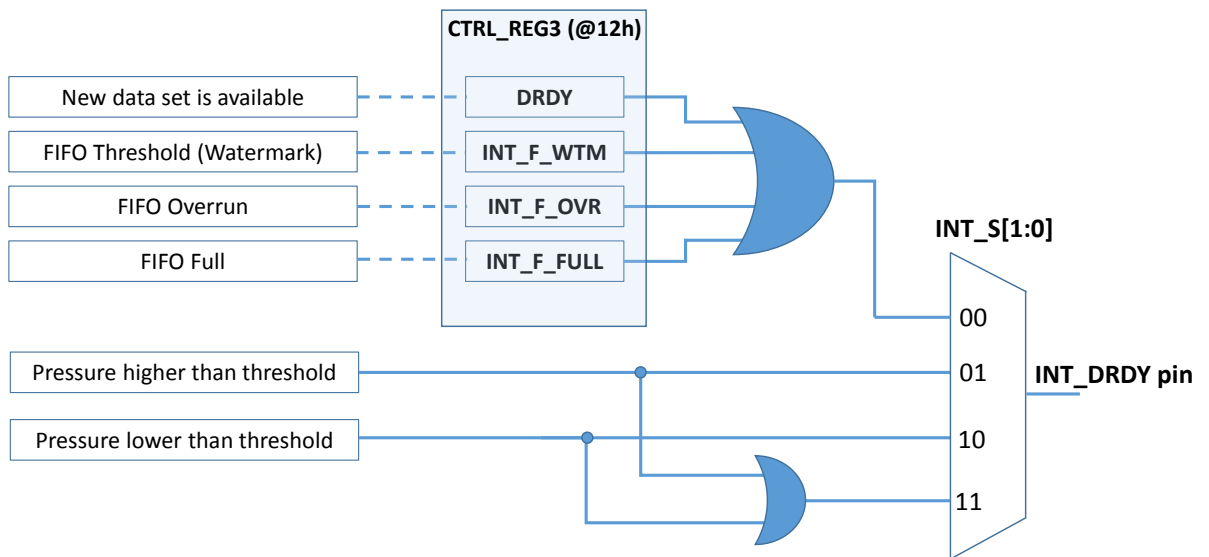 CTRL_REG3 (@12h)
New data set is available
DRDY
FIFO Threshold (Watermark)
INT_F_WTM
FIFO Overrun
INT_F_OVR
FIFO Full
INT_F_FULL
INT_S[1:0]
00
Pressure higher than threshold
01
INT_DRDY pin
Pressure lower than threshold
10
11